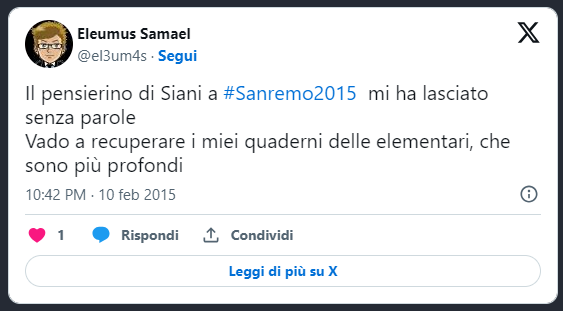 Eleumus Samael
@el3um4s · Segui
Il pensierino di Siani a #Sanremo2015 mi ha lasciato
senza parole
Vado a recuperare i miei quaderni delle elementari, che
sono più profondi
10:42 PM · 10 feb 2015
1 Rispondi Condividi
Leggi di più su X